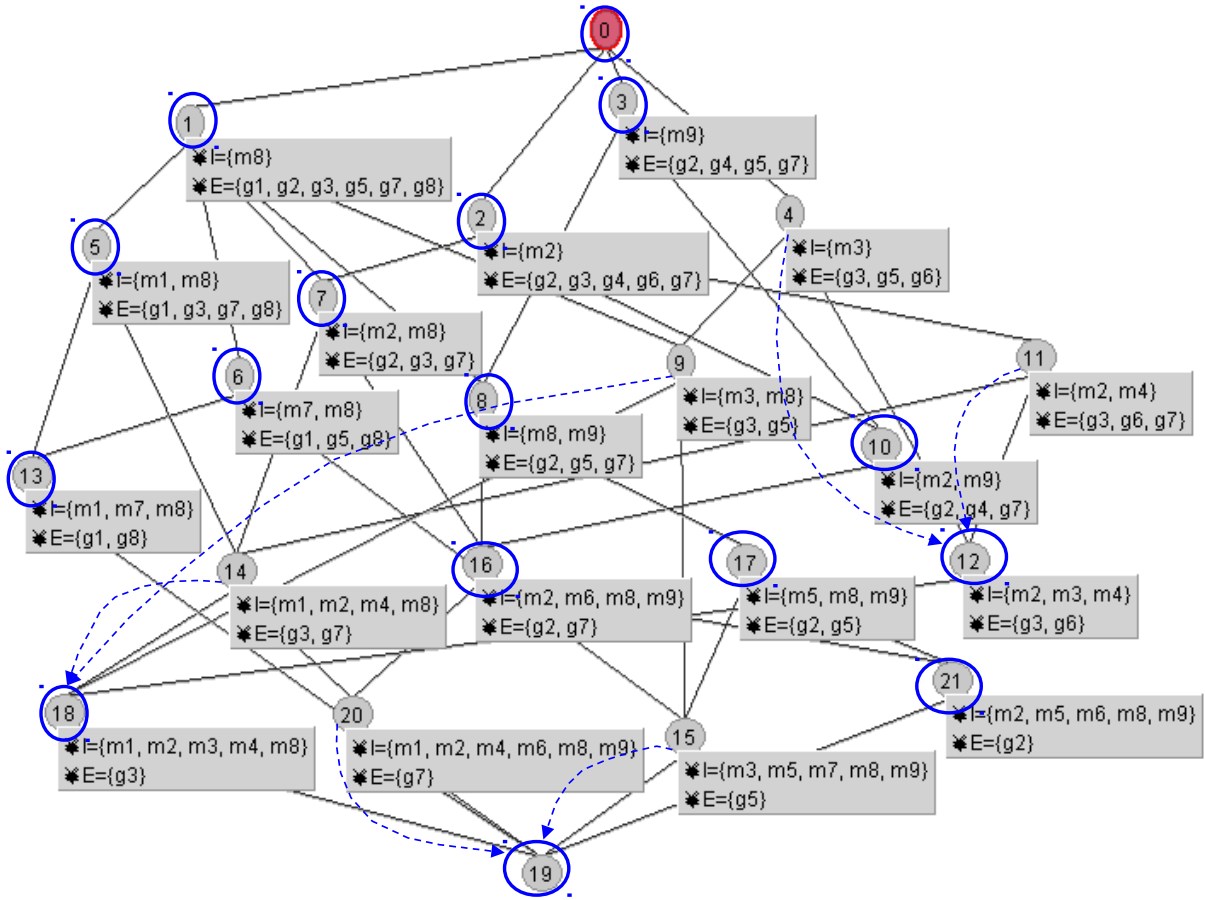 0
3
I={m9}
E={g2, g4, g5, g7}
1
I={m8}
E={g1, g2, g3, g5, g7, g8}
2
I={m2}
E={g2, g3, g4, g6, g7}
4
I={m3}
E={g3, g5, g6}
5
I={m1, m8}
E={g1, g3, g7, g8}
7
I={m2, m8}
E={g2, g3, g7}
9
I={m3, m8}
E={g3, g5}
11
I={m2, m4}
E={g3, g6, g7}
6
I={m7, m8}
E={g1, g5, g8}
8
I={m8, m9}
E={g2, g5, g7}
10
I={m2, m9}
E={g2, g4, g7}
13
I={m1, m7, m8}
E={g1, g8}
14
I={m1, m2, m4, m8}
E={g3, g7}
16
I={m2, m6, m8, m9}
E={g2, g7}
17
I={m5, m8, m9}
E={g2, g5}
12
I={m2, m3, m4}
E={g3, g6}
21
I={m2, m5, m6, m8, m9}
E={g2}
18
I={m1, m2, m3, m4, m8}
E={g3}
20
I={m1, m2, m4, m6, m8, m9}
E={g7}
15
I={m3, m5, m7, m8, m9}
E={g5}
19